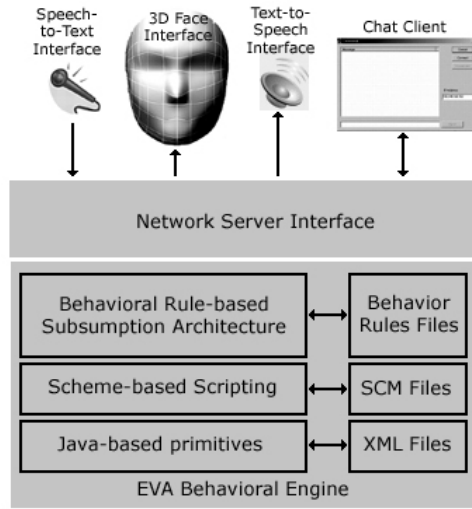 Speech-
to-Text
Interface
3D Face
Interface
Text-to-
Speech
Interface
Chat Client
Network Server Interface
Behavioral Rule-based
Subsumption Architecture
Behavior
Rules Files
Scheme-based Scripting
SCM Files
Java-based primitives
XML Files
EVA Behavioral Engine